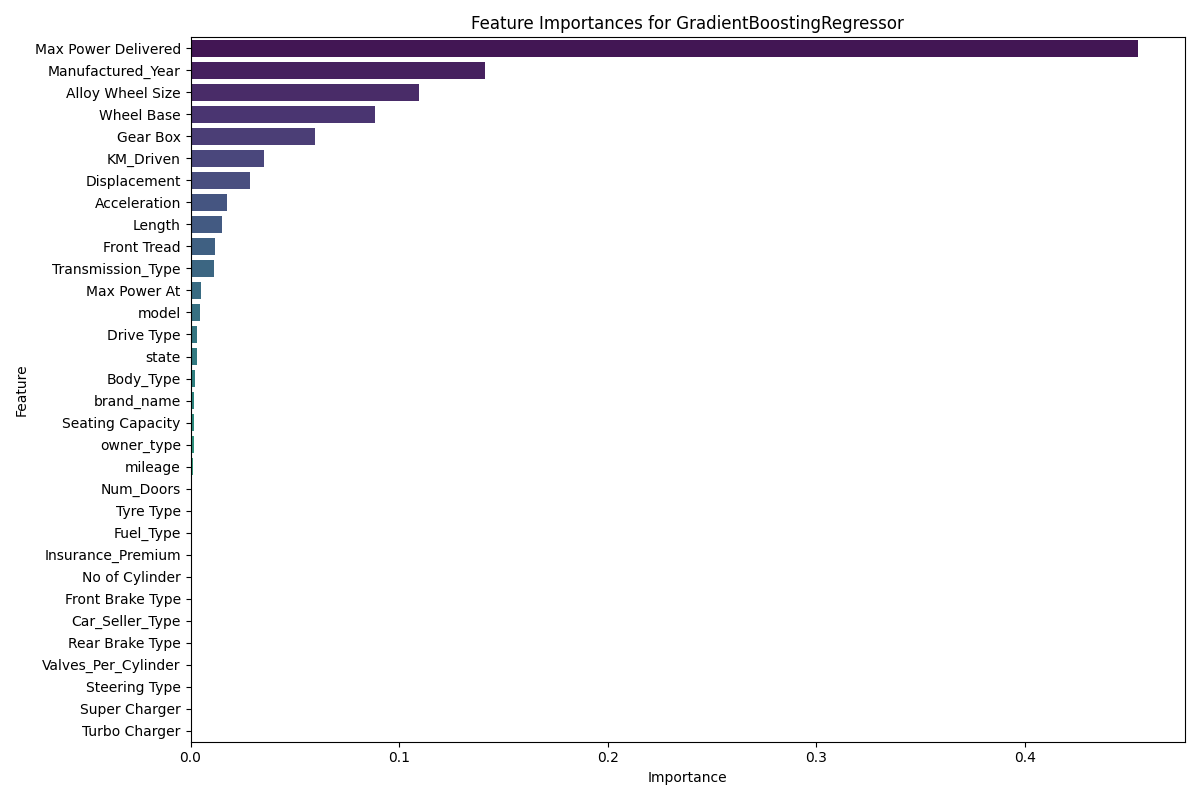 Feature Importances for GradientBoostingRegressor
Max Power Delivered
Manufactured_Year
Alloy Wheel Size
Wheel Base
Gear Box
KM_Driven
Displacement
Acceleration
Length
Front Tread
Transmission_Type
Max Power At
model
Drive Type
state
Body_Type
brand_name
Seating Capacity
owner_type
mileage
Num_Doors
Tyre Type
Fuel_Type
Insurance_Premium
No of Cylinder
Front Brake Type
Car_Seller_Type
Rear Brake Type
Valves_Per_Cylinder
Steering Type
Super Charger
Turbo Charger
Feature
0.0 0.1 0.2 0.3 0.4
Importance